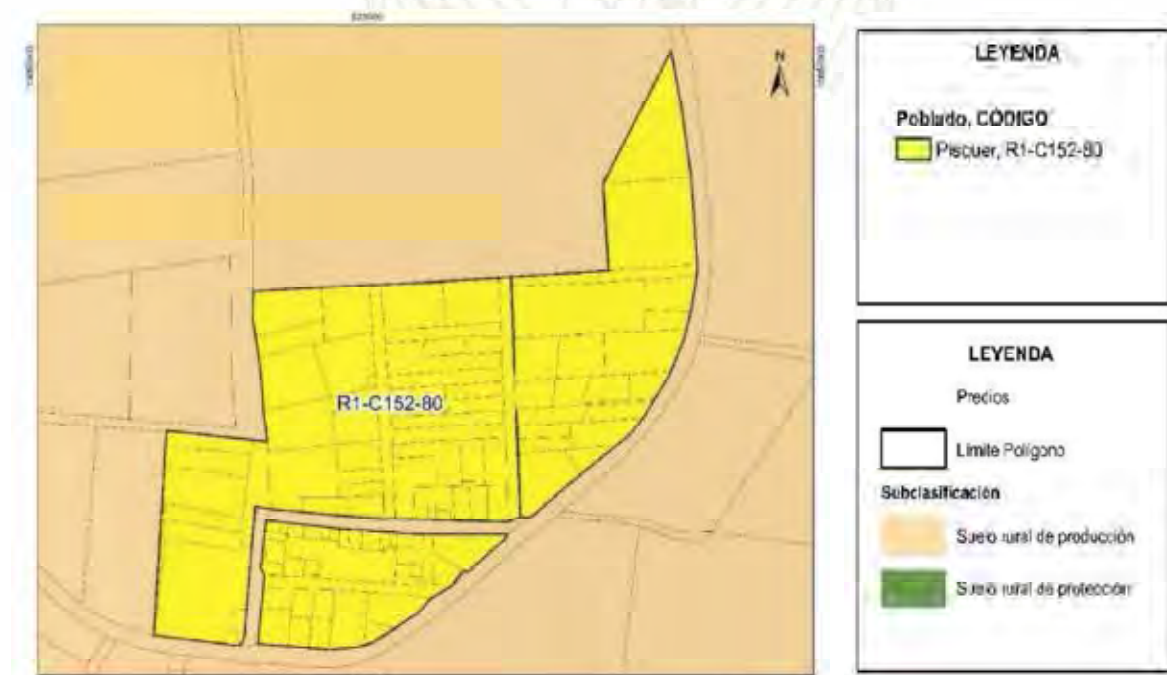 N
R1-C152-80
LEYENDA
Poblado, CÓDIGO
Piscuer, R1-C152-80
LEYENDA
Predios
Límite Polígono
Subclasificación
Suelo rural de producción
Suelo rural de protección